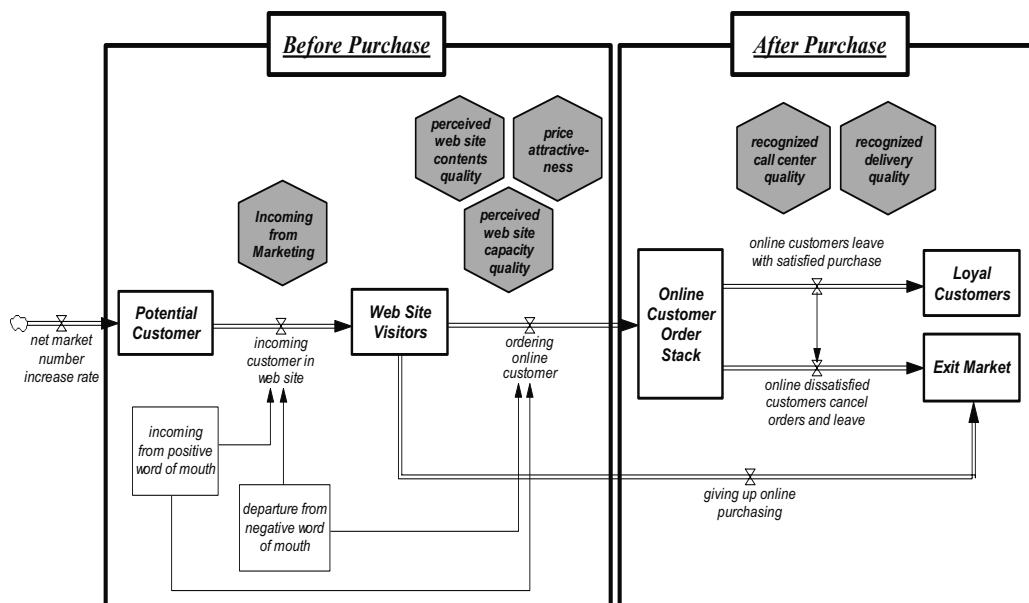 Before Purchase
After Purchase
perceived
web site
contents
quality
price
attractive-
ness
recognized
call center
quality
recognized
delivery
quality
Incoming
from
Marketing
perceived
web site
capacity
quality
online customers leave
with satisfied purchase
Potential
Customer
Web Site
Visitors
Online
Customer
Order
Stack
Loyal
Customers
net market
number
increase rate
incoming
customer in
web site
ordering
online
customer
Exit Market
online dissatisfied
customers cancel
orders and leave
incoming
from positive
word of mouth
departure from
negative word
of mouth
giving up online
purchasing